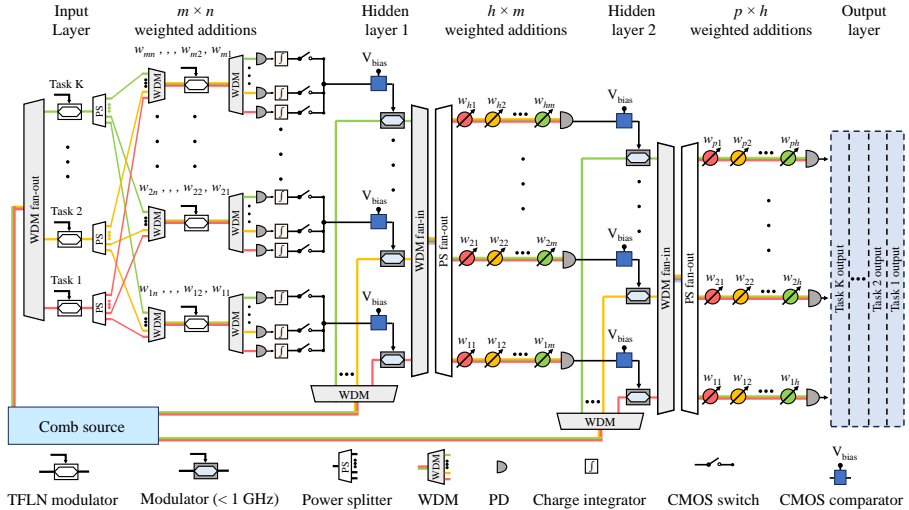 Input
Layer
m × n
weighted additions
Hidden
layer 1
h × m
weighted additions
Hidden
layer 2
p × h
weighted additions
Output
layer
w_mn , , , w_m2, w_m1
Task K
PS
WDM
WDM
V_bias
w_h1 w_h2 w_hm
V_bias
w_p1 w_p2 w_ph
WDM fan-out
w_2n , , , w_22, w_21
Task 2
PS
WDM
WDM
V_bias
WDM fan-in
PS fan-out
w_21 w_22 w_2m
V_bias
WDM fan-in
PS fan-out
w_21 w_22 w_2h
Task K output
Task 2 output
Task 1 output
w_1n , , , w_12, w_11
Task 1
PS
WDM
WDM
V_bias
w_11 w_12 w_1m
V_bias
w_11 w_12 w_1h
WDM
WDM
Comb source
PS
WDM
V_bias
TFLN modulator
Modulator (< 1 GHz)
Power splitter
WDM
PD
Charge integrator
CMOS switch
CMOS comparator